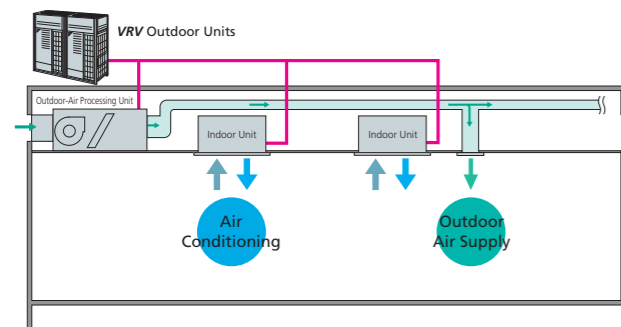 VRV Outdoor Units
Outdoor-Air Processing Unit
Indoor Unit
Indoor Unit
Air
Conditioning
Outdoor
Air Supply